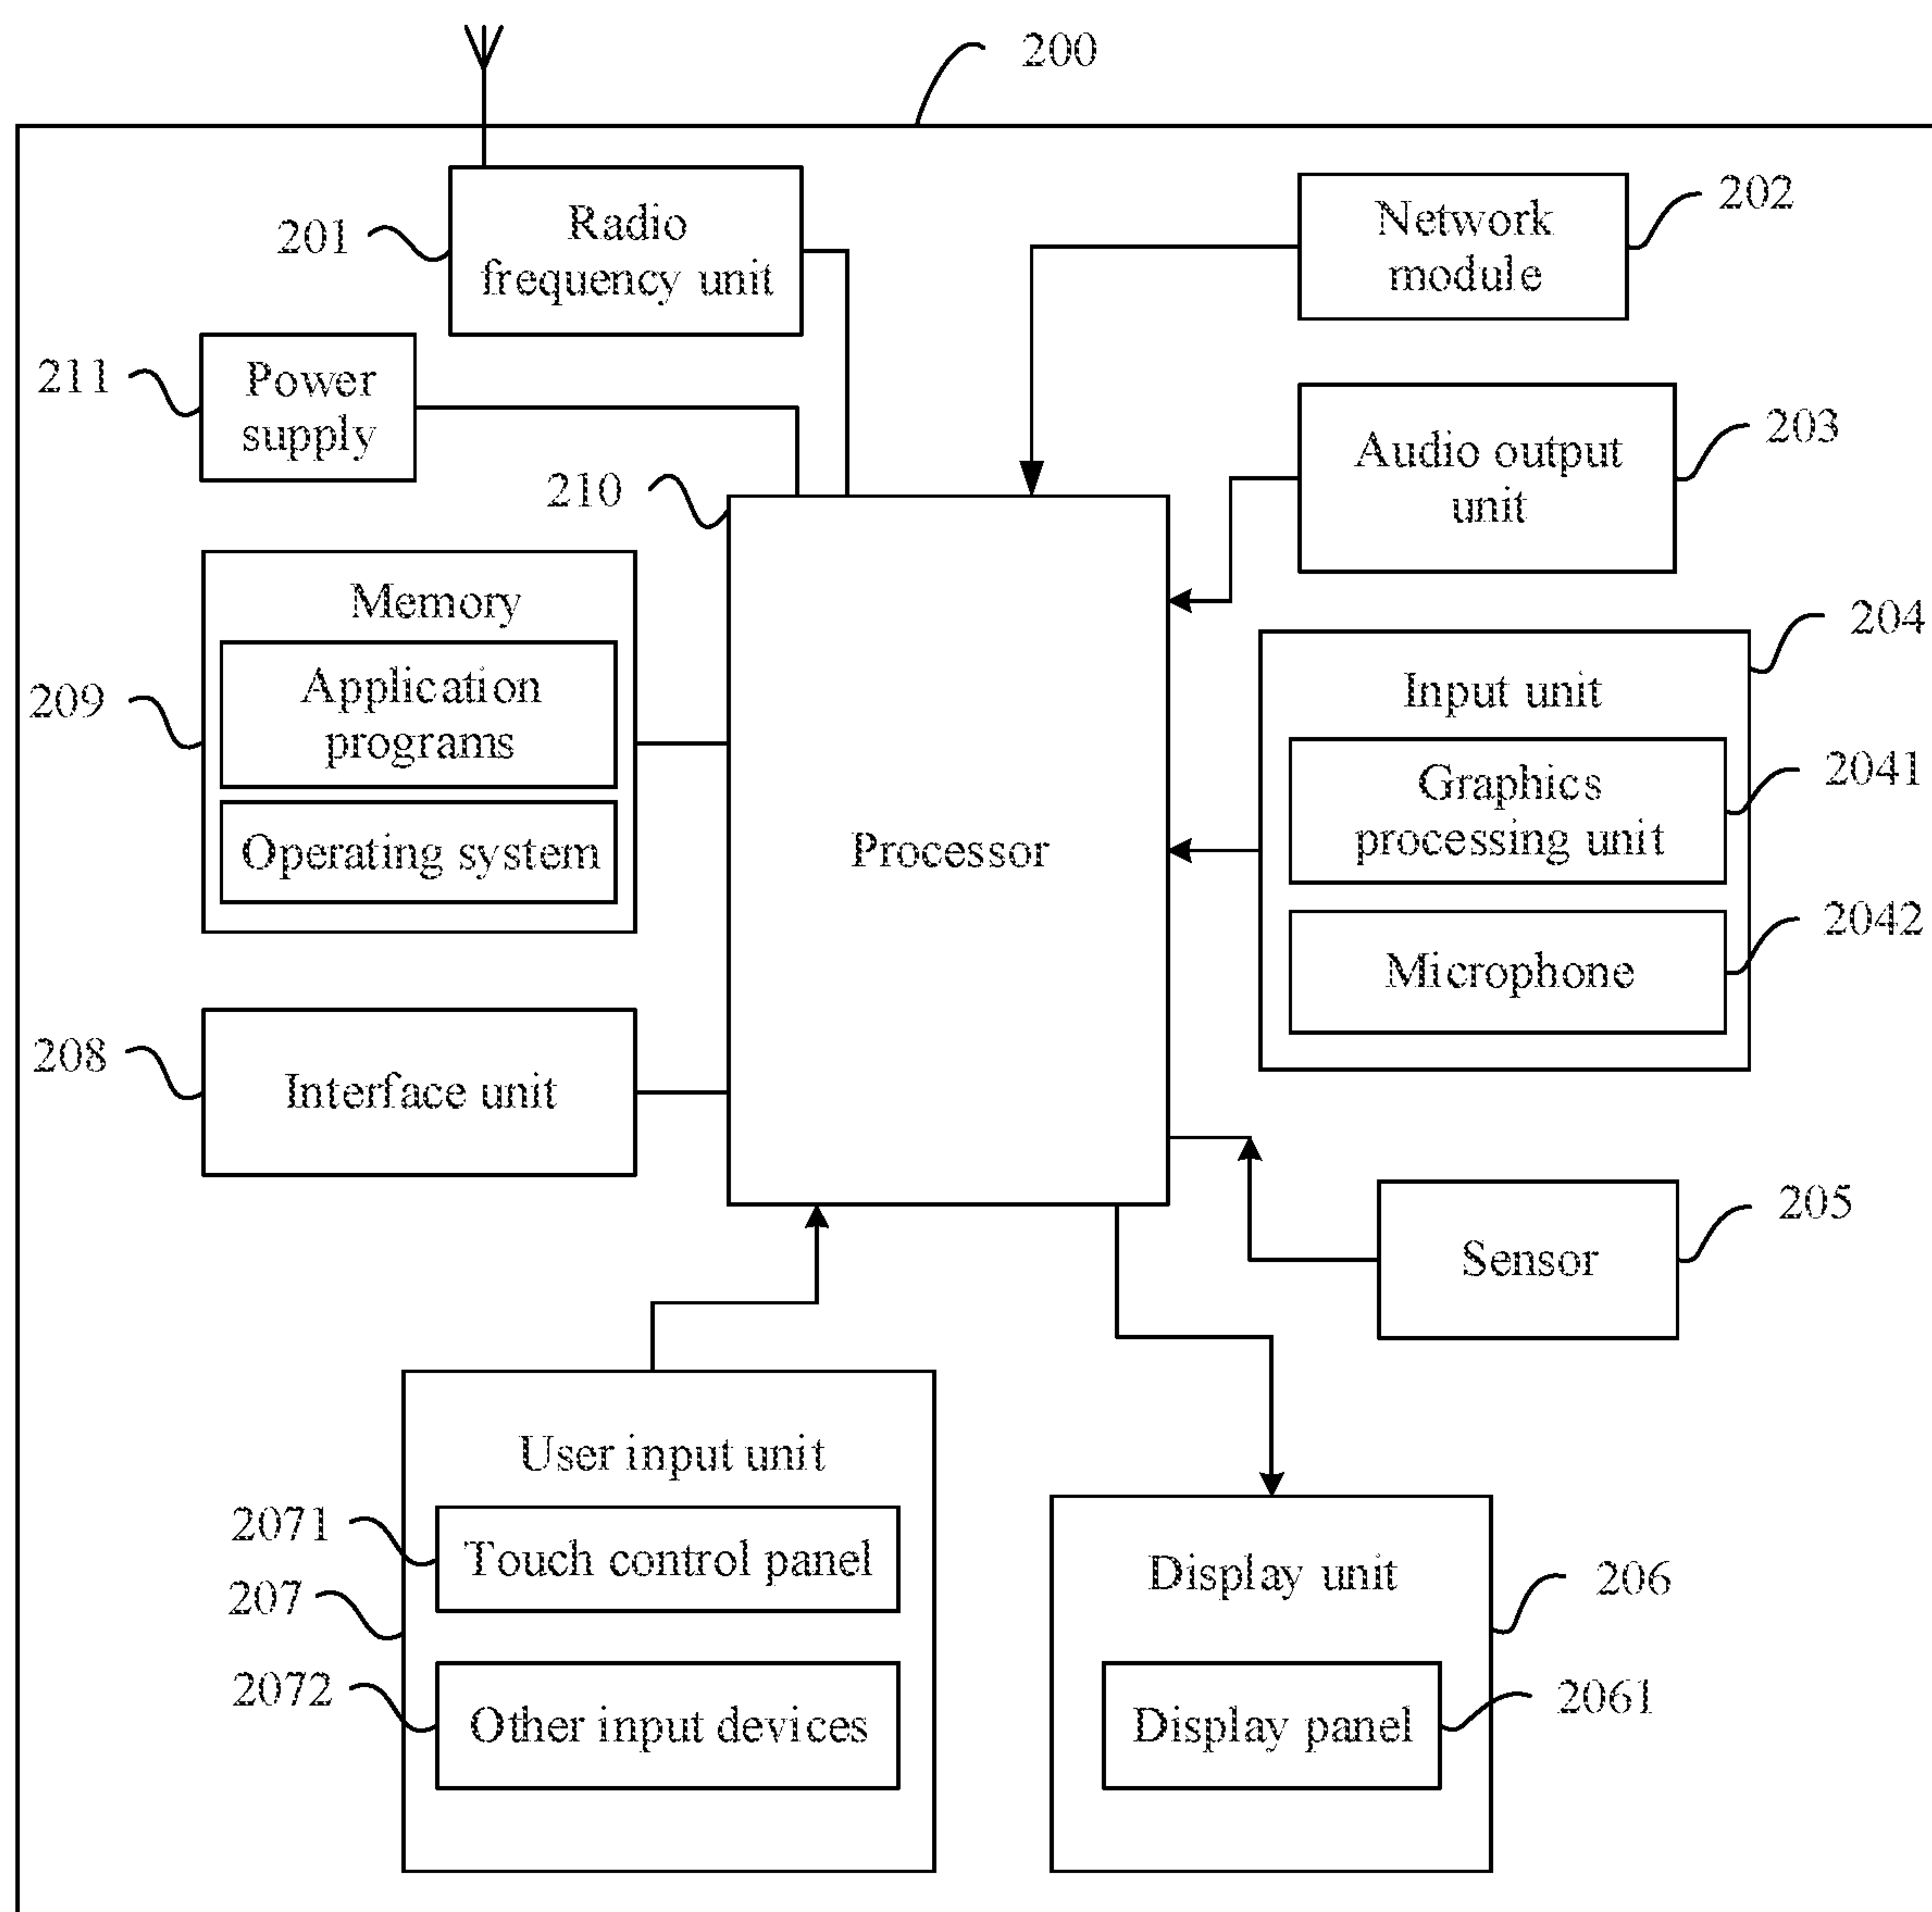 200
201
Radio
frequency unit
Network
module
202
211
Power
supply
Audio output
unit
203
210
Processor
Memory
209
Application
programs
Operating system
204
Input unit
Graphics
processing unit
2041
Microphone
2042
208
Interface unit
Sensor
205
User input unit
2071
Touch control panel
207
2072
Other input devices
Display unit
206
Display panel
2061